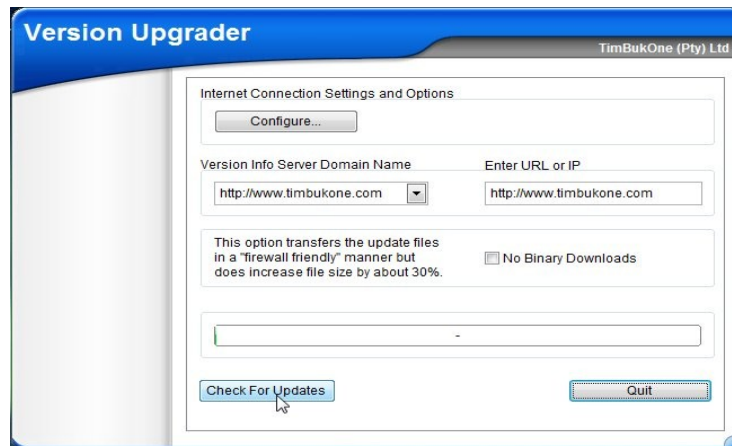 Version Upgrader
TimBukOne (Pty) Ltd
Internet Connection Settings and Options
Configure...
Version Info Server Domain Name
Enter URL or IP
http://www.timbukone.com
http://www.timbukone.com
This option transfers the update files
in a "firewall friendly" manner but
does increase file size by about 30%.
No Binary Downloads
-
Check For Updates
Quit